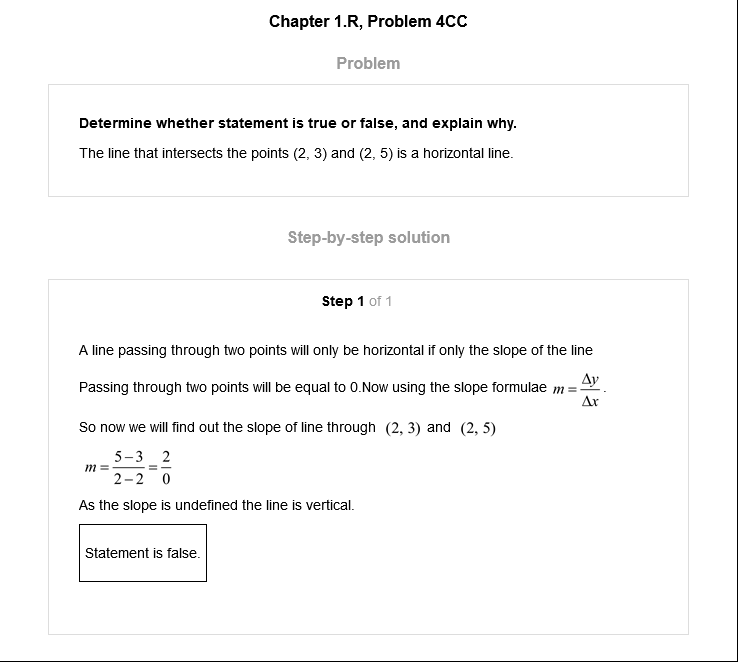 Chapter 1.R, Problem 4CC
Problem
Determine whether statement is true or false, and explain why.
The line that intersects the points (2, 3) and (2, 5) is a horizontal line.
Step-by-step solution
Step 1 of 1
A line passing through two points will only be horizontal if only the slope of the line
Passing through two points will be equal to 0.Now using the slope formulae m = Δy/Δx.
So now we will find out the slope of line through (2, 3) and (2, 5)
m = 5−3/2−2 = 2/0
As the slope is undefined the line is vertical.
Statement is false.